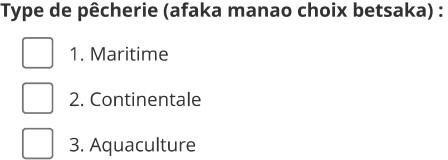 Type de pêcherie (afaka manao choix betsaka) :
1. Maritime
2. Continentale
3. Aquaculture